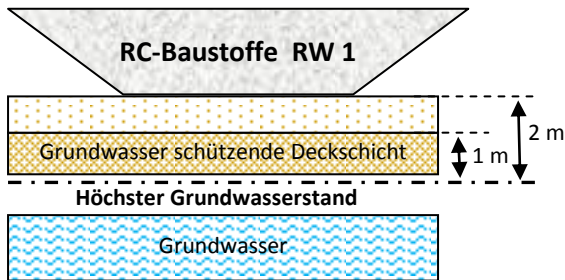 RC-Baustoffe RW 1
2 m
Grundwasser schützende Deckschicht
1 m
Höchster Grundwasserstand
Grundwasser